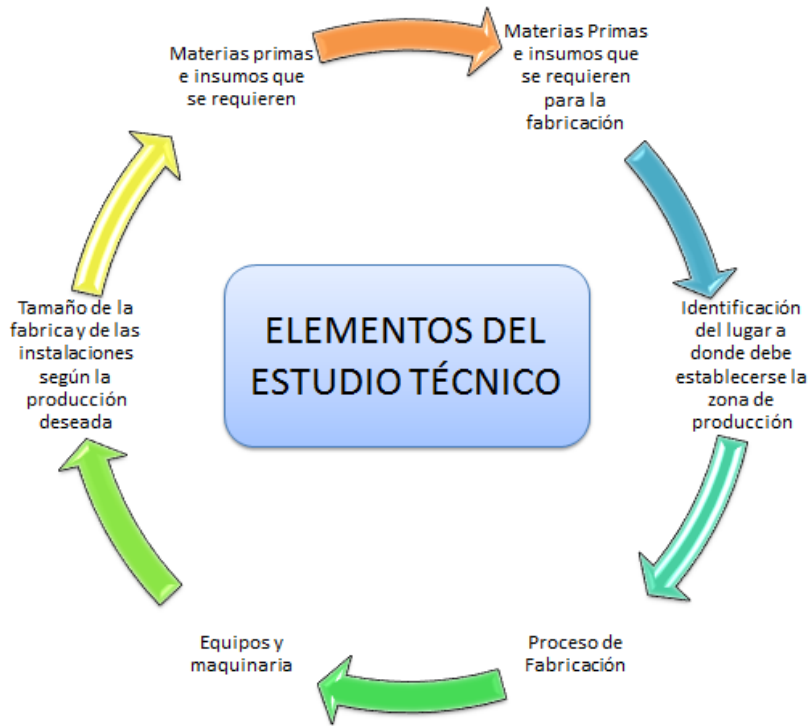 Materias primas
e insumos que
se requieren
Materias Primas
e insumos que
se requieren
para la
fabricación
Identificación
del lugar a
donde debe
establecerse la
zona de
producción
Proceso de
Fabricación
Equipos y
maquinaria
Tamaño de la
fabrica y de las
instalaciones
según la
producción
deseada
ELEMENTOS DEL
ESTUDIO TÉCNICO